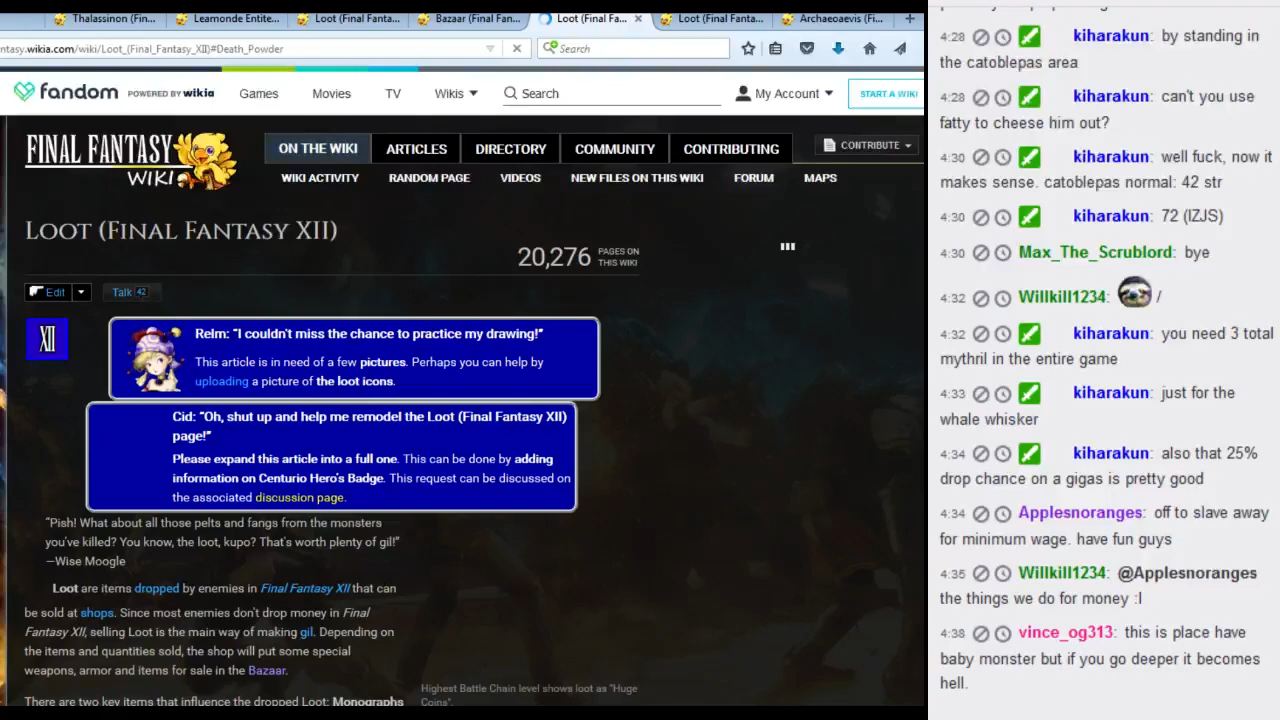 Thalassinon (Fin...
Leamonde Entite...
Loot (Final Fanta...
Bazaar (Final Fan...
Loot (Final Fa...
Loot (Final Fanta...
Archaeoaevis (Fi...
ntasy.wikia.com/wiki/Loot_(Final_Fantasy_XII)#Death_Powder
Search
fandom POWERED BY wikia
Games
Movies
TV
Wikis
Search
My Account
START A WIKI
FINAL FANTASY
WIKI
ON THE WIKI
ARTICLES
DIRECTORY
COMMUNITY
CONTRIBUTING
CONTRIBUTE
WIKI ACTIVITY
RANDOM PAGE
VIDEOS
NEW FILES ON THIS WIKI
FORUM
MAPS
Loot (Final Fantasy XII)
20,276 PAGES ON
THIS WIKI
Edit
Talk 42
XII
Relm: "I couldn't miss the chance to practice my drawing!"
This article is in need of a few pictures. Perhaps you can help by
uploading a picture of the loot icons.
Cid: "Oh, shut up and help me remodel the Loot (Final Fantasy XII)
page!"
Please expand this article into a full one. This can be done by adding
information on Centurio Hero's Badge. This request can be discussed on
the associated discussion page.
"Pish! What about all those pelts and fangs from the monsters
you've killed? You know, the loot, kupo? That's worth plenty of gil!"
—Wise Moogle
Loot are items dropped by enemies in Final Fantasy XII that can
be sold at shops. Since most enemies don't drop money in Final
Fantasy XII, selling Loot is the main way of making gil. Depending on
the items and quantities sold, the shop will put some special
weapons, armor and items for sale in the Bazaar.
There are two key items that influence the dropped Loot: Monographs
Highest Battle Chain level shows loot as "Huge
Coins".
4:28 kiharakun: by standing in
the catoblepas area
4:28 kiharakun: can't you use
fatty to cheese him out?
4:30 kiharakun: well fuck, now it
makes sense. catoblepas normal: 42 str
4:30 kiharakun: 72 (IZJS)
4:30 Max_The_Scrublord: bye
4:32 Willkill1234: /
4:32 kiharakun: you need 3 total
mythril in the entire game
4:33 kiharakun: just for the
whale whisker
4:34 kiharakun: also that 25%
drop chance on a gigas is pretty good
4:34 Applesnoranges: off to slave away
for minimum wage. have fun guys
4:35 Willkill1234: @Applesnoranges
the things we do for money :l
4:38 vince_og313: this is place have
baby monster but if you go deeper it becomes
hell.